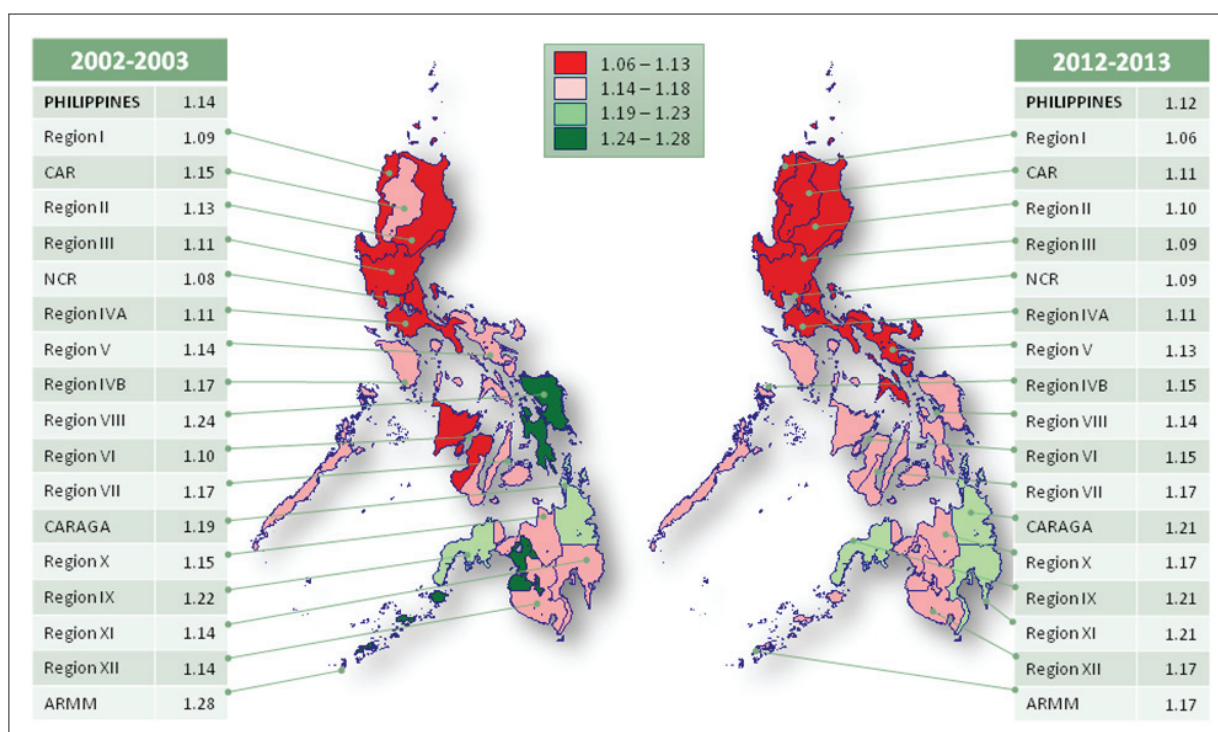 2002-2003
PHILIPPINES 1.14
Region I 1.09
CAR 1.15
Region II 1.13
Region III 1.11
NCR 1.08
Region IVA 1.11
Region V 1.14
Region IVB 1.17
Region VIII 1.24
Region VI 1.10
Region VII 1.17
CARAGA 1.19
Region X 1.15
Region IX 1.22
Region XI 1.14
Region XII 1.14
ARMM 1.28
1.06 – 1.13
1.14 – 1.18
1.19 – 1.23
1.24 – 1.28
2012-2013
PHILIPPINES 1.12
Region I 1.06
CAR 1.11
Region II 1.10
Region III 1.09
NCR 1.09
Region IVA 1.11
Region V 1.13
Region IVB 1.15
Region VIII 1.14
Region VI 1.15
Region VII 1.17
CARAGA 1.21
Region X 1.17
Region IX 1.21
Region XI 1.21
Region XII 1.17
ARMM 1.17